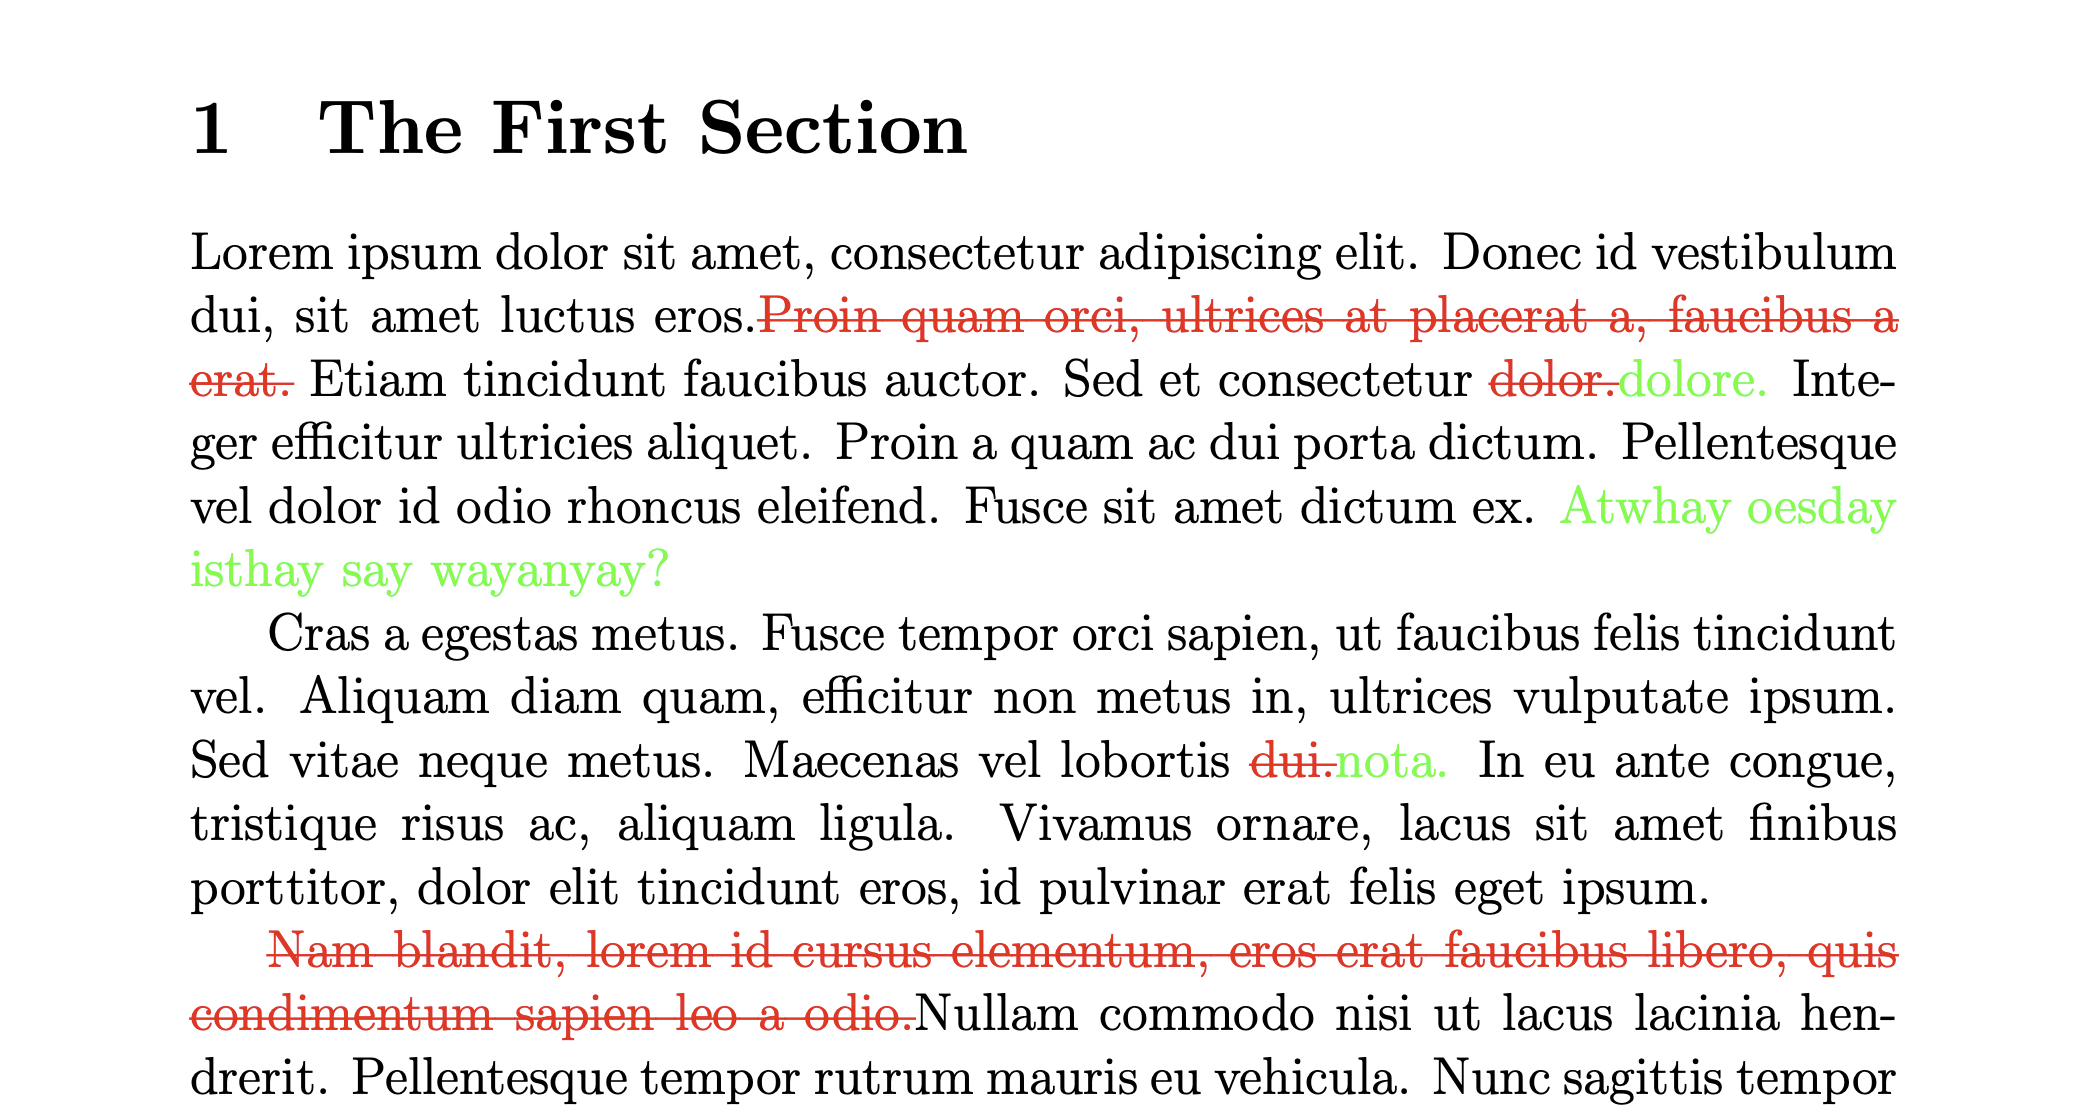 1 The First Section
Lorem ipsum dolor sit amet, consectetur adipiscing elit. Donec id vestibulum
dui, sit amet luctus eros.Proin quam orci, ultrices at placerat a, faucibus a
erat. Etiam tincidunt faucibus auctor. Sed et consectetur dolor.dolore. Inte-
ger efficitur ultricies aliquet. Proin a quam ac dui porta dictum. Pellentesque
vel dolor id odio rhoncus eleifend. Fusce sit amet dictum ex. Atwhay oesday
isthay say wayanyay?
Cras a egestas metus. Fusce tempor orci sapien, ut faucibus felis tincidunt
vel. Aliquam diam quam, efficitur non metus in, ultrices vulputate ipsum.
Sed vitae neque metus. Maecenas vel lobortis dui.nota. In eu ante congue,
tristique risus ac, aliquam ligula. Vivamus ornare, lacus sit amet finibus
porttitor, dolor elit tincidunt eros, id pulvinar erat felis eget ipsum.
Nam blandit, lorem id cursus elementum, eros erat faucibus libero, quis
condimentum sapien leo a odio.Nullam commodo nisi ut lacus lacinia hen-
drerit. Pellentesque tempor rutrum mauris eu vehicula. Nunc sagittis tempor